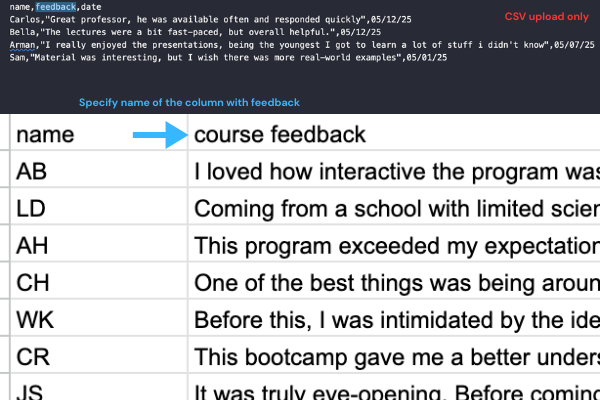 name,feedback,date
CSV upload only
Carlos,"Great professor, he was available often and responded quickly",05/12/25
Bella,"The lectures were a bit fast-paced, but overall helpful.",05/12/25
Arman,"I really enjoyed the presentations, being the youngest I got to learn a lot of stuff i didn't know",05/07/25
Sam,"Material was interesting, but I wish there was more real-world examples",05/01/25
Specify name of the column with feedback
name course feedback
AB I loved how interactive the program was
LD Coming from a school with limited scien
AH This program exceeded my expectation
CH One of the best things was being aroun
WK Before this, I was intimidated by the ide
CR This bootcamp gave me a better unders
JS It was truly eye-opening. Before coming